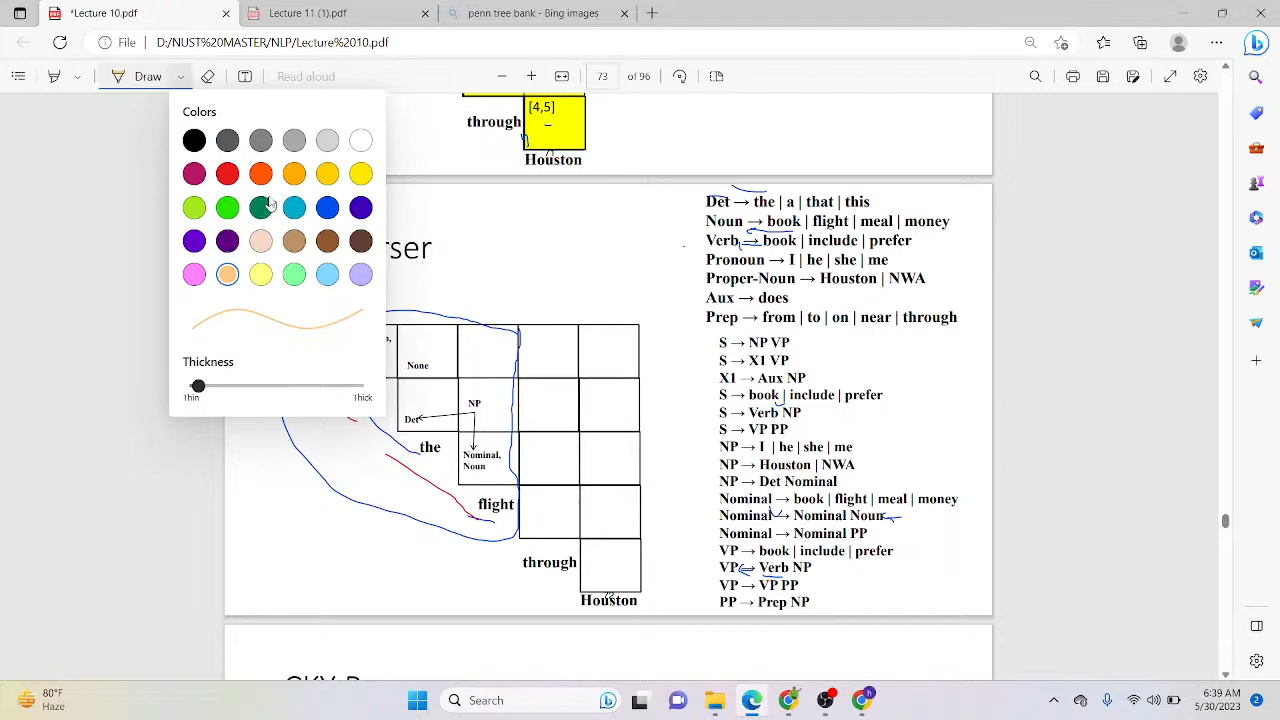 *Lecture 10.pdf
Lecture 11 (1).pdf
penn tree bank - Bing images
File
D:/NUST%20MASTER/NLP/Lecture%2010.pdf
Draw
Read aloud
73 of 96
Colors
Thickness
Thin
Thick
[4,5]
–
through
Houston
rser
None
NP
Det
the
Nominal,
Noun
flight
through
Houston
Det → the | a | that | this
Noun → book | flight | meal | money
Verb → book | include | prefer
Pronoun → I | he | she | me
Proper-Noun → Houston | NWA
Aux → does
Prep → from | to | on | near | through
S → NP VP
S → X1 VP
X1 → Aux NP
S → book | include | prefer
S → Verb NP
S → VP PP
NP → I | he | she | me
NP → Houston | NWA
NP → Det Nominal
Nominal → book | flight | meal | money
Nominal → Nominal Noun
Nominal → Nominal PP
VP → book | include | prefer
VP → Verb NP
VP → VP PP
PP → Prep NP
80°F
Haze
Search
6:39 AM
5/30/2023
2